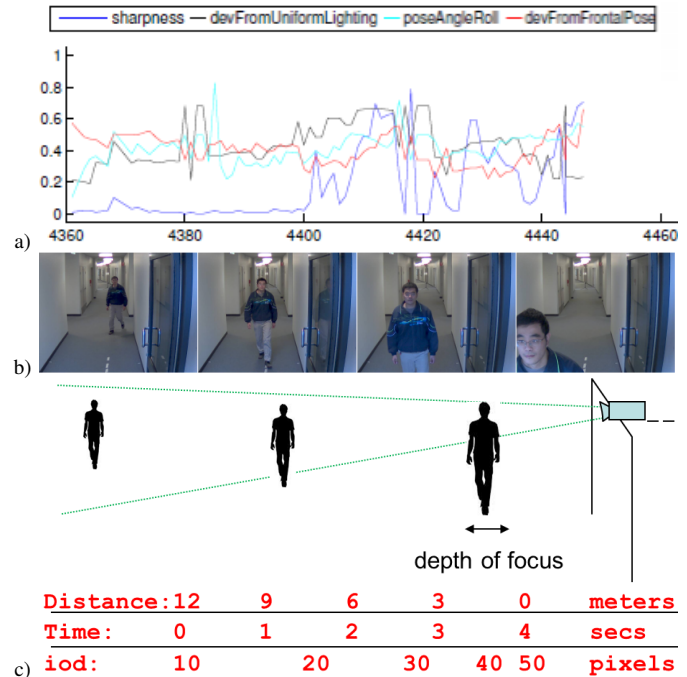 sharpness devFromUniformLighting poseAngleRoll devFromFrontalPose
1
0.8
0.6
0.4
0.2
0
4360 4380 4400 4420 4440 4460
a)
b)
depth of focus
Distance: 12 9 6 3 0 meters
Time: 0 1 2 3 4 secs
c) iod: 10 20 30 40 50 pixels